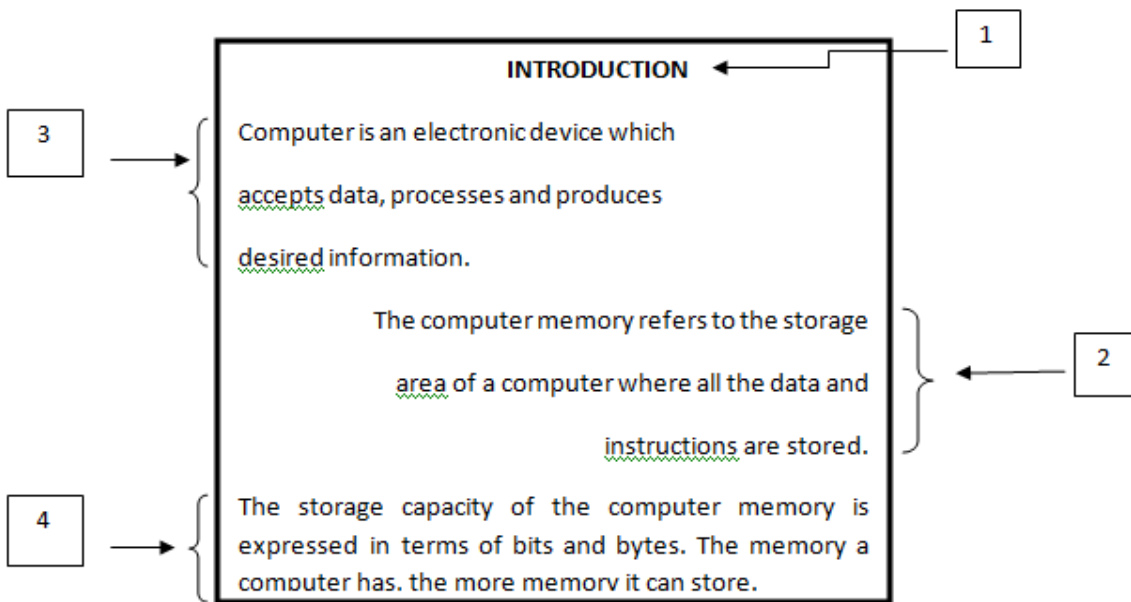 1
INTRODUCTION
3
Computer is an electronic device which
accepts data, processes and produces
desired information.
The computer memory refers to the storage
2
area of a computer where all the data and
instructions are stored.
4
The storage capacity of the computer memory is
expressed in terms of bits and bytes. The memory a
computer has, the more memory it can store.